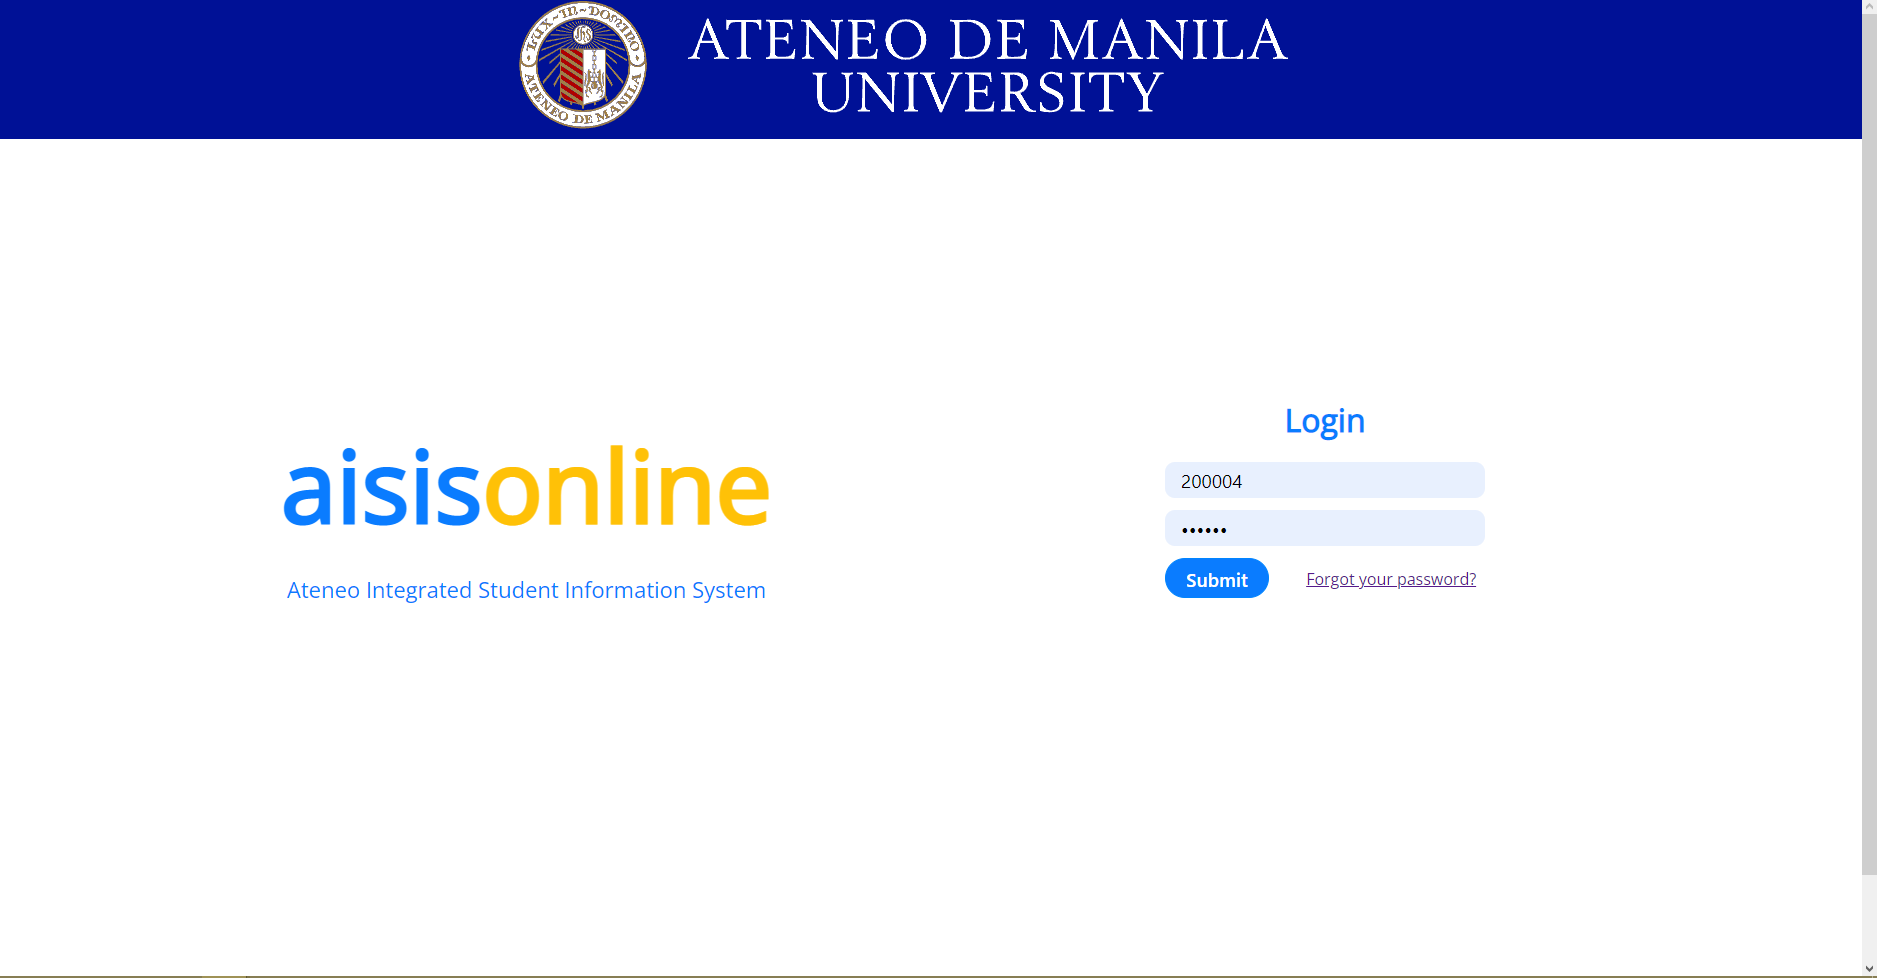 LUX-IN-DOMINO
ATENEO DE MANILA
ATENEO DE MANILA
UNIVERSITY
Login
aisisonline
200004
••••••
Ateneo Integrated Student Information System
Submit
Forgot your password?